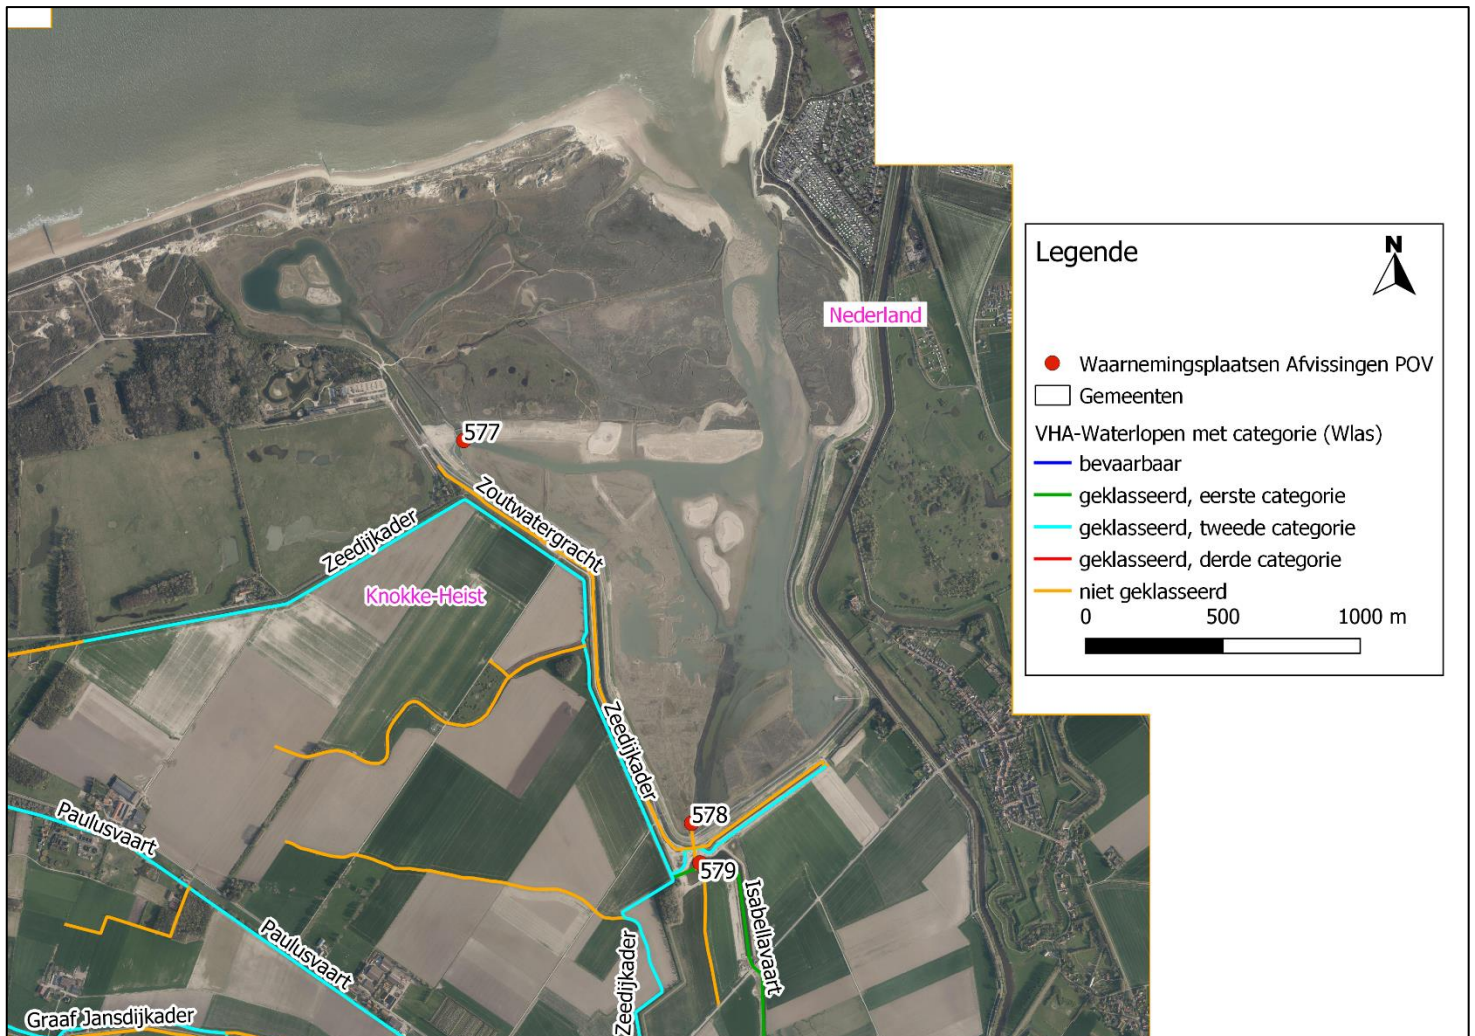 Nederland
577
Zoutwatergracht
Zeedijkader
Knokke-Heist
Zeedijkader
578
579
Paulusvaart
Isabellavaart
Paulusvaart
Zeedijkader
Graaf Jansdijkader
Legende
N
Waarnemingsplaatsen Afvissingen POV
Gemeenten
VHA-Waterlopen met categorie (Wlas)
bevaarbaar
geklasseerd, eerste categorie
geklasseerd, tweede categorie
geklasseerd, derde categorie
niet geklasseerd
0 500 1000 m